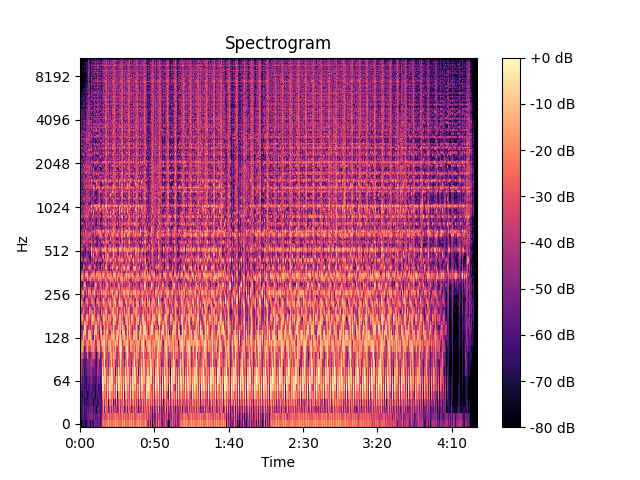 Spectrogram
8192
4096
2048
1024
512
256
128
64
0
Hz
0:00 0:50 1:40 2:30 3:20 4:10
Time
+0 dB
-10 dB
-20 dB
-30 dB
-40 dB
-50 dB
-60 dB
-70 dB
-80 dB